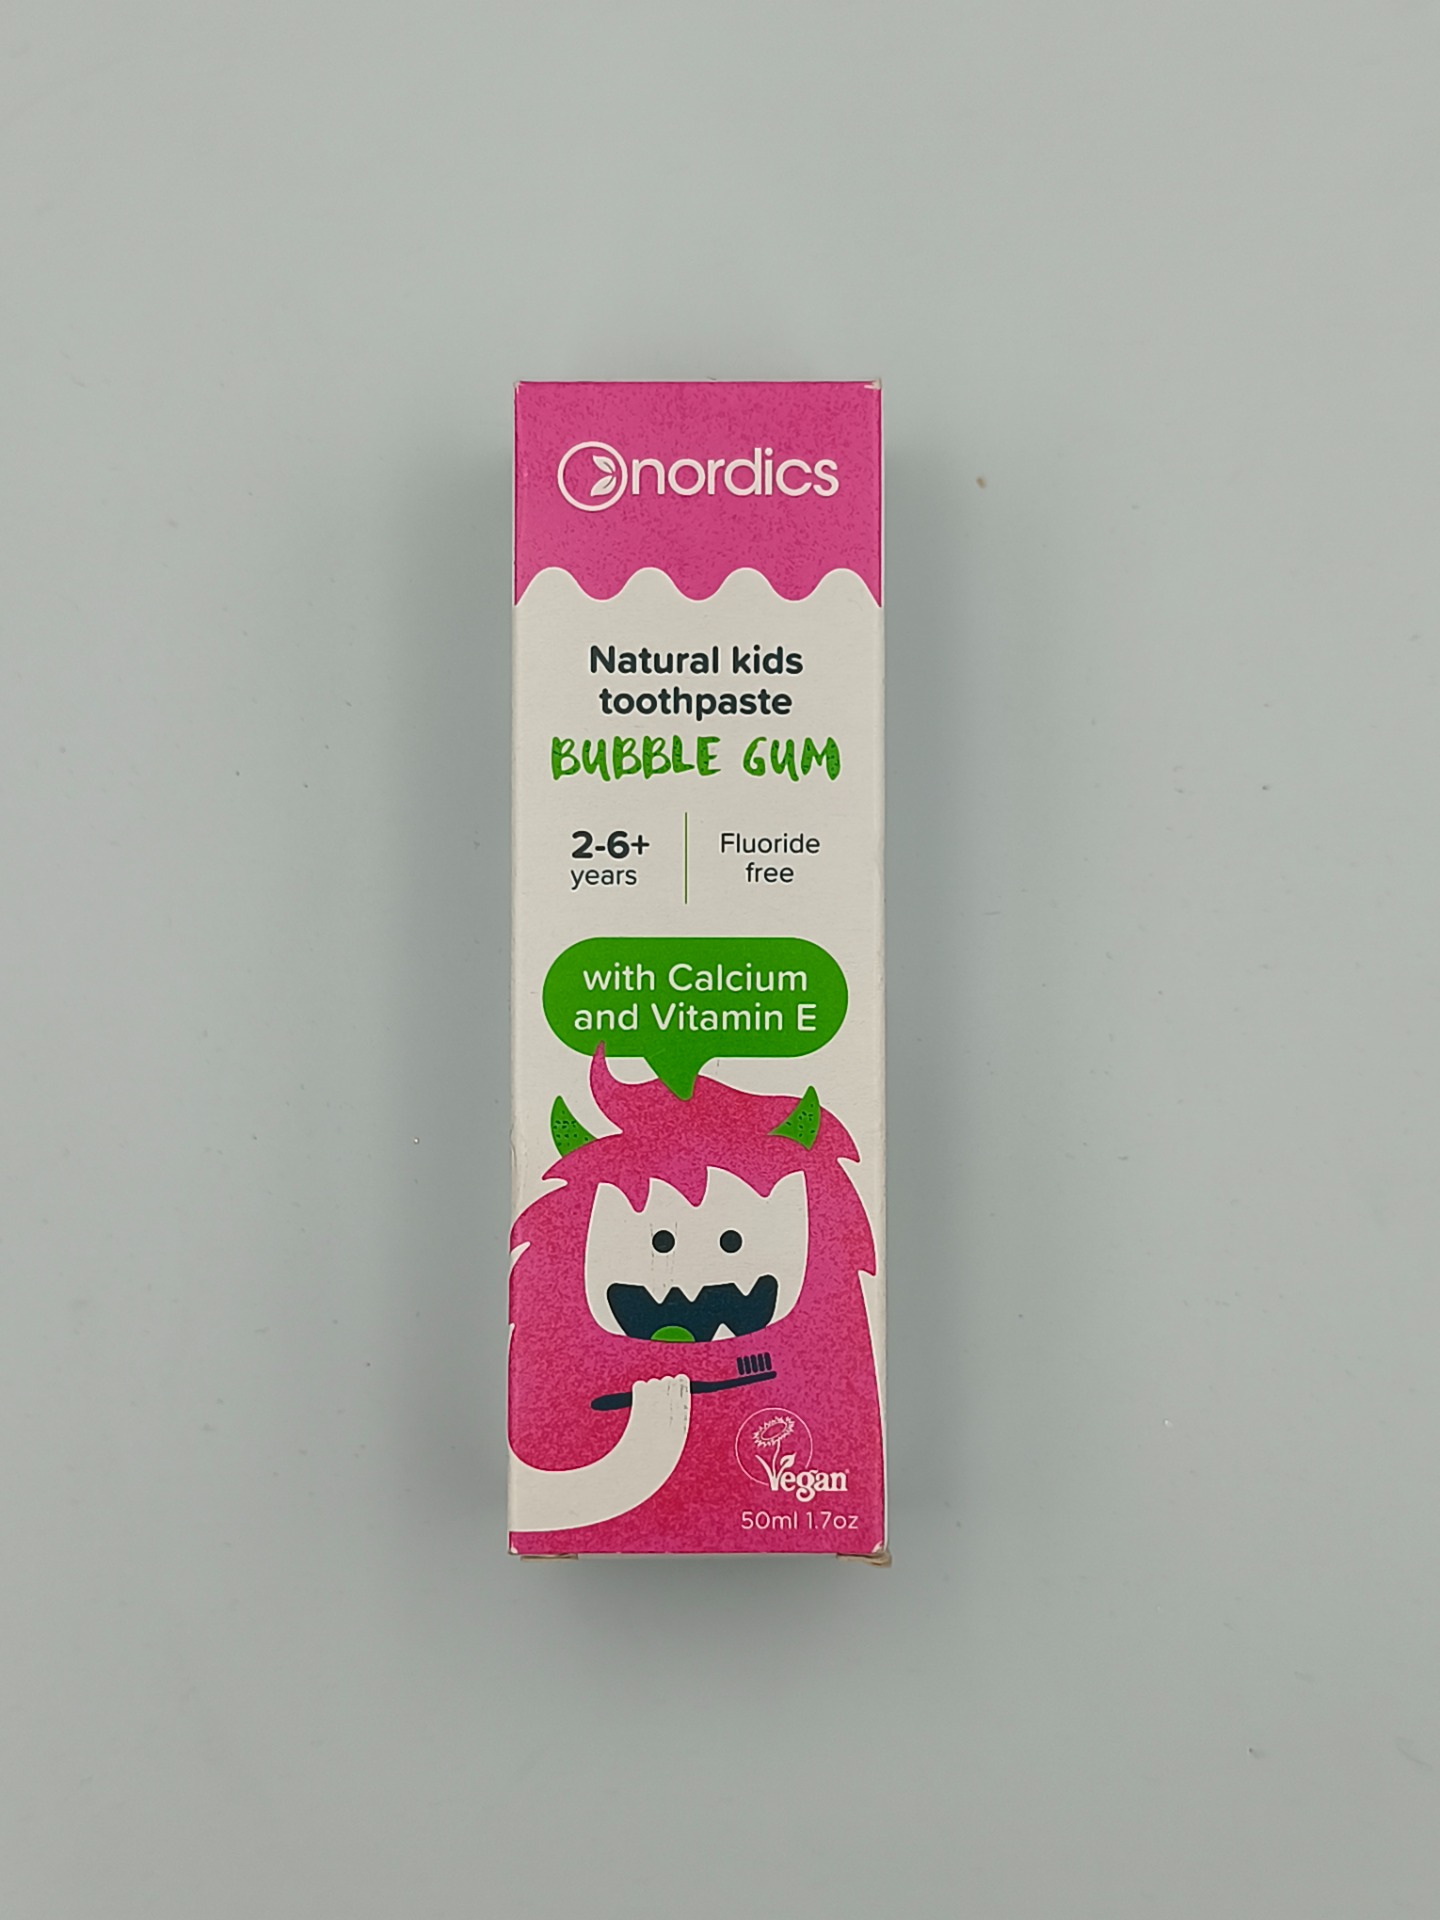 nordics
Natural kids
toothpaste
BUBBLE GUM
2-6+
years
Fluoride
free
with Calcium
and Vitamin E
Vegan
50ml 1.7oz